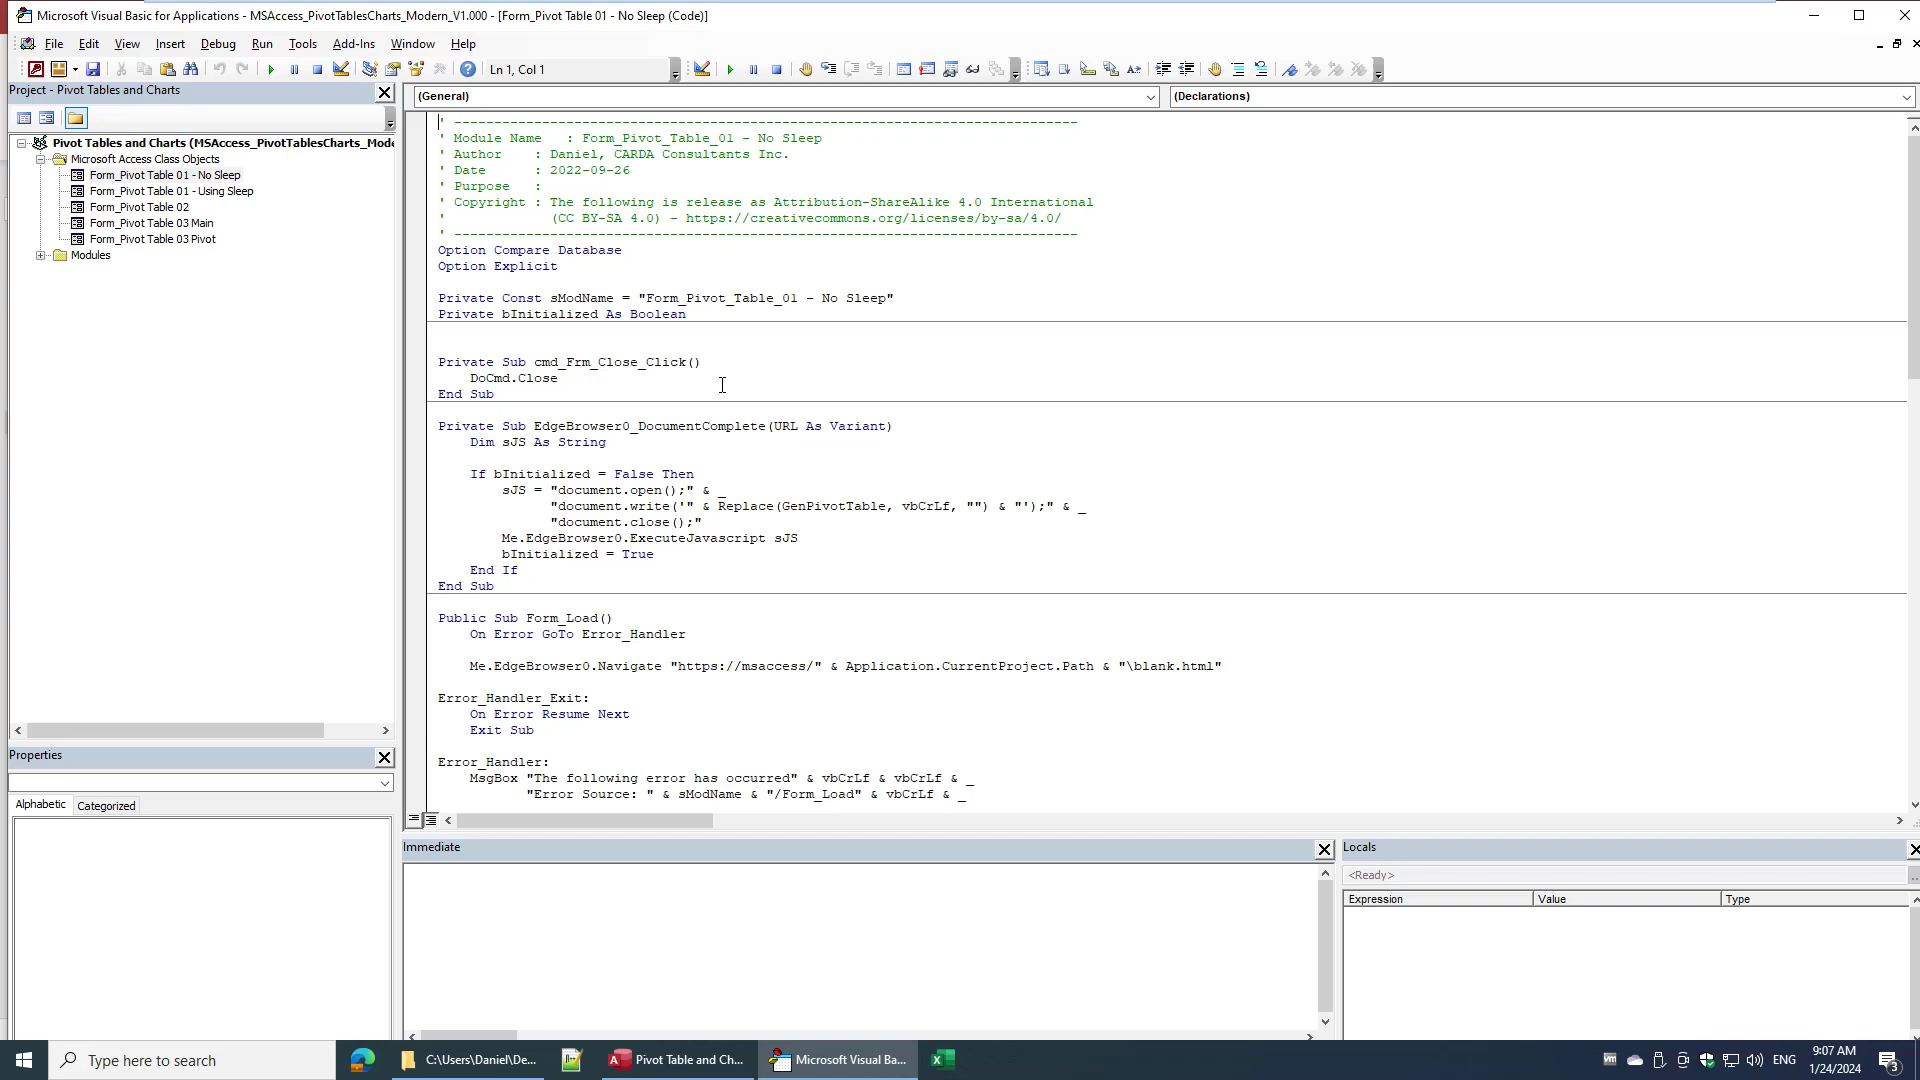 Microsoft Visual Basic for Applications - MSAccess_PivotTablesCharts_Modern_V1.000 - [Form_Pivot Table 01 - No Sleep (Code)]
File Edit View Insert Debug Run Tools Add-Ins Window Help
Ln 1, Col 1
Project - Pivot Tables and Charts
Pivot Tables and Charts (MSAccess_PivotTablesCharts_Mode
Microsoft Access Class Objects
Form_Pivot Table 01 - No Sleep
Form_Pivot Table 01 - Using Sleep
Form_Pivot Table 02
Form_Pivot Table 03 Main
Form_Pivot Table 03 Pivot
Modules
Properties
Alphabetic Categorized
(General) (Declarations)
' ------------------------------------------------------------------------------
' Module Name   : Form_Pivot_Table_01 - No Sleep
' Author    : Daniel, CARDA Consultants Inc.
' Date      : 2022-09-26
' Purpose   :
' Copyright : The following is release as Attribution-ShareAlike 4.0 International
'             (CC BY-SA 4.0) - https://creativecommons.org/licenses/by-sa/4.0/
' ------------------------------------------------------------------------------
Option Compare Database
Option Explicit
Private Const sModName = "Form_Pivot_Table_01 - No Sleep"
Private bInitialized As Boolean
Private Sub cmd_Frm_Close_Click()
    DoCmd.Close
End Sub
Private Sub EdgeBrowser0_DocumentComplete(URL As Variant)
    Dim sJS As String
    If bInitialized = False Then
        sJS = "document.open();" & _
              "document.write('" & Replace(GenPivotTable, vbCrLf, "") & "');" & _
              "document.close();"
        Me.EdgeBrowser0.ExecuteJavascript sJS
        bInitialized = True
    End If
End Sub
Public Sub Form_Load()
    On Error GoTo Error_Handler
    Me.EdgeBrowser0.Navigate "https://msaccess/" & Application.CurrentProject.Path & "\blank.html"
Error_Handler_Exit:
    On Error Resume Next
    Exit Sub
Error_Handler:
    MsgBox "The following error has occurred" & vbCrLf & vbCrLf & _
           "Error Source: " & sModName & "/Form_Load" & vbCrLf & _
Immediate
Locals
<Ready>
Expression Value Type
Type here to search
C:\Users\Daniel\De...
Pivot Table and Ch...
Microsoft Visual Ba...
ENG
9:07 AM
1/24/2024
3